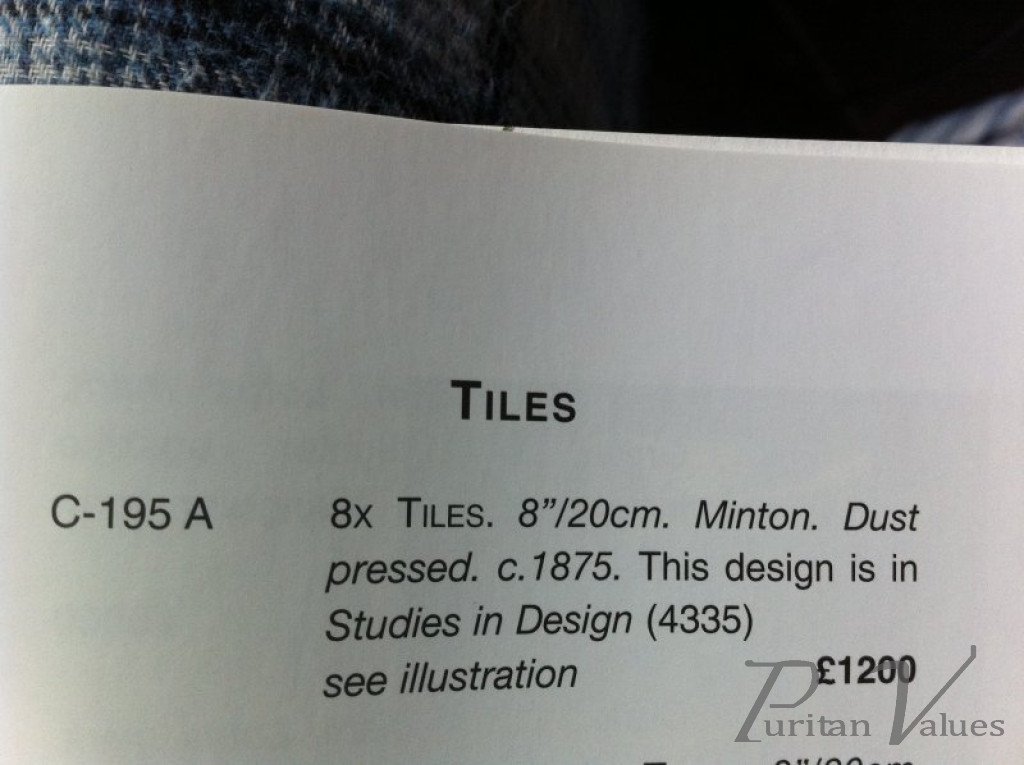 TILES
C-195 A 8x TILES. 8”/20cm. Minton. Dust
pressed. c.1875. This design is in
Studies in Design (4335)
see illustration £1200
Puritan Values